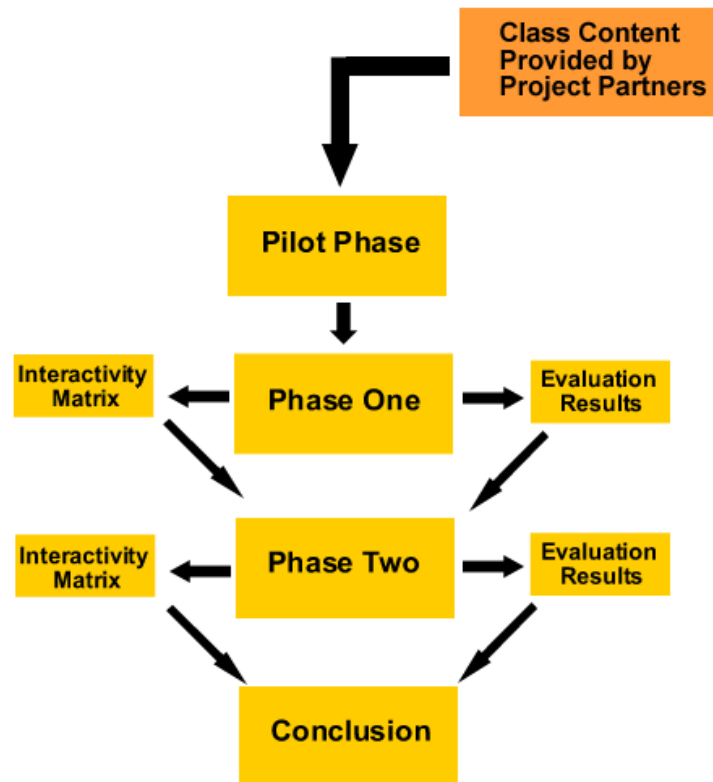 Class Content
Provided by
Project Partners
Pilot Phase
Interactivity
Matrix
Phase One
Evaluation
Results
Interactivity
Matrix
Phase Two
Evaluation
Results
Conclusion